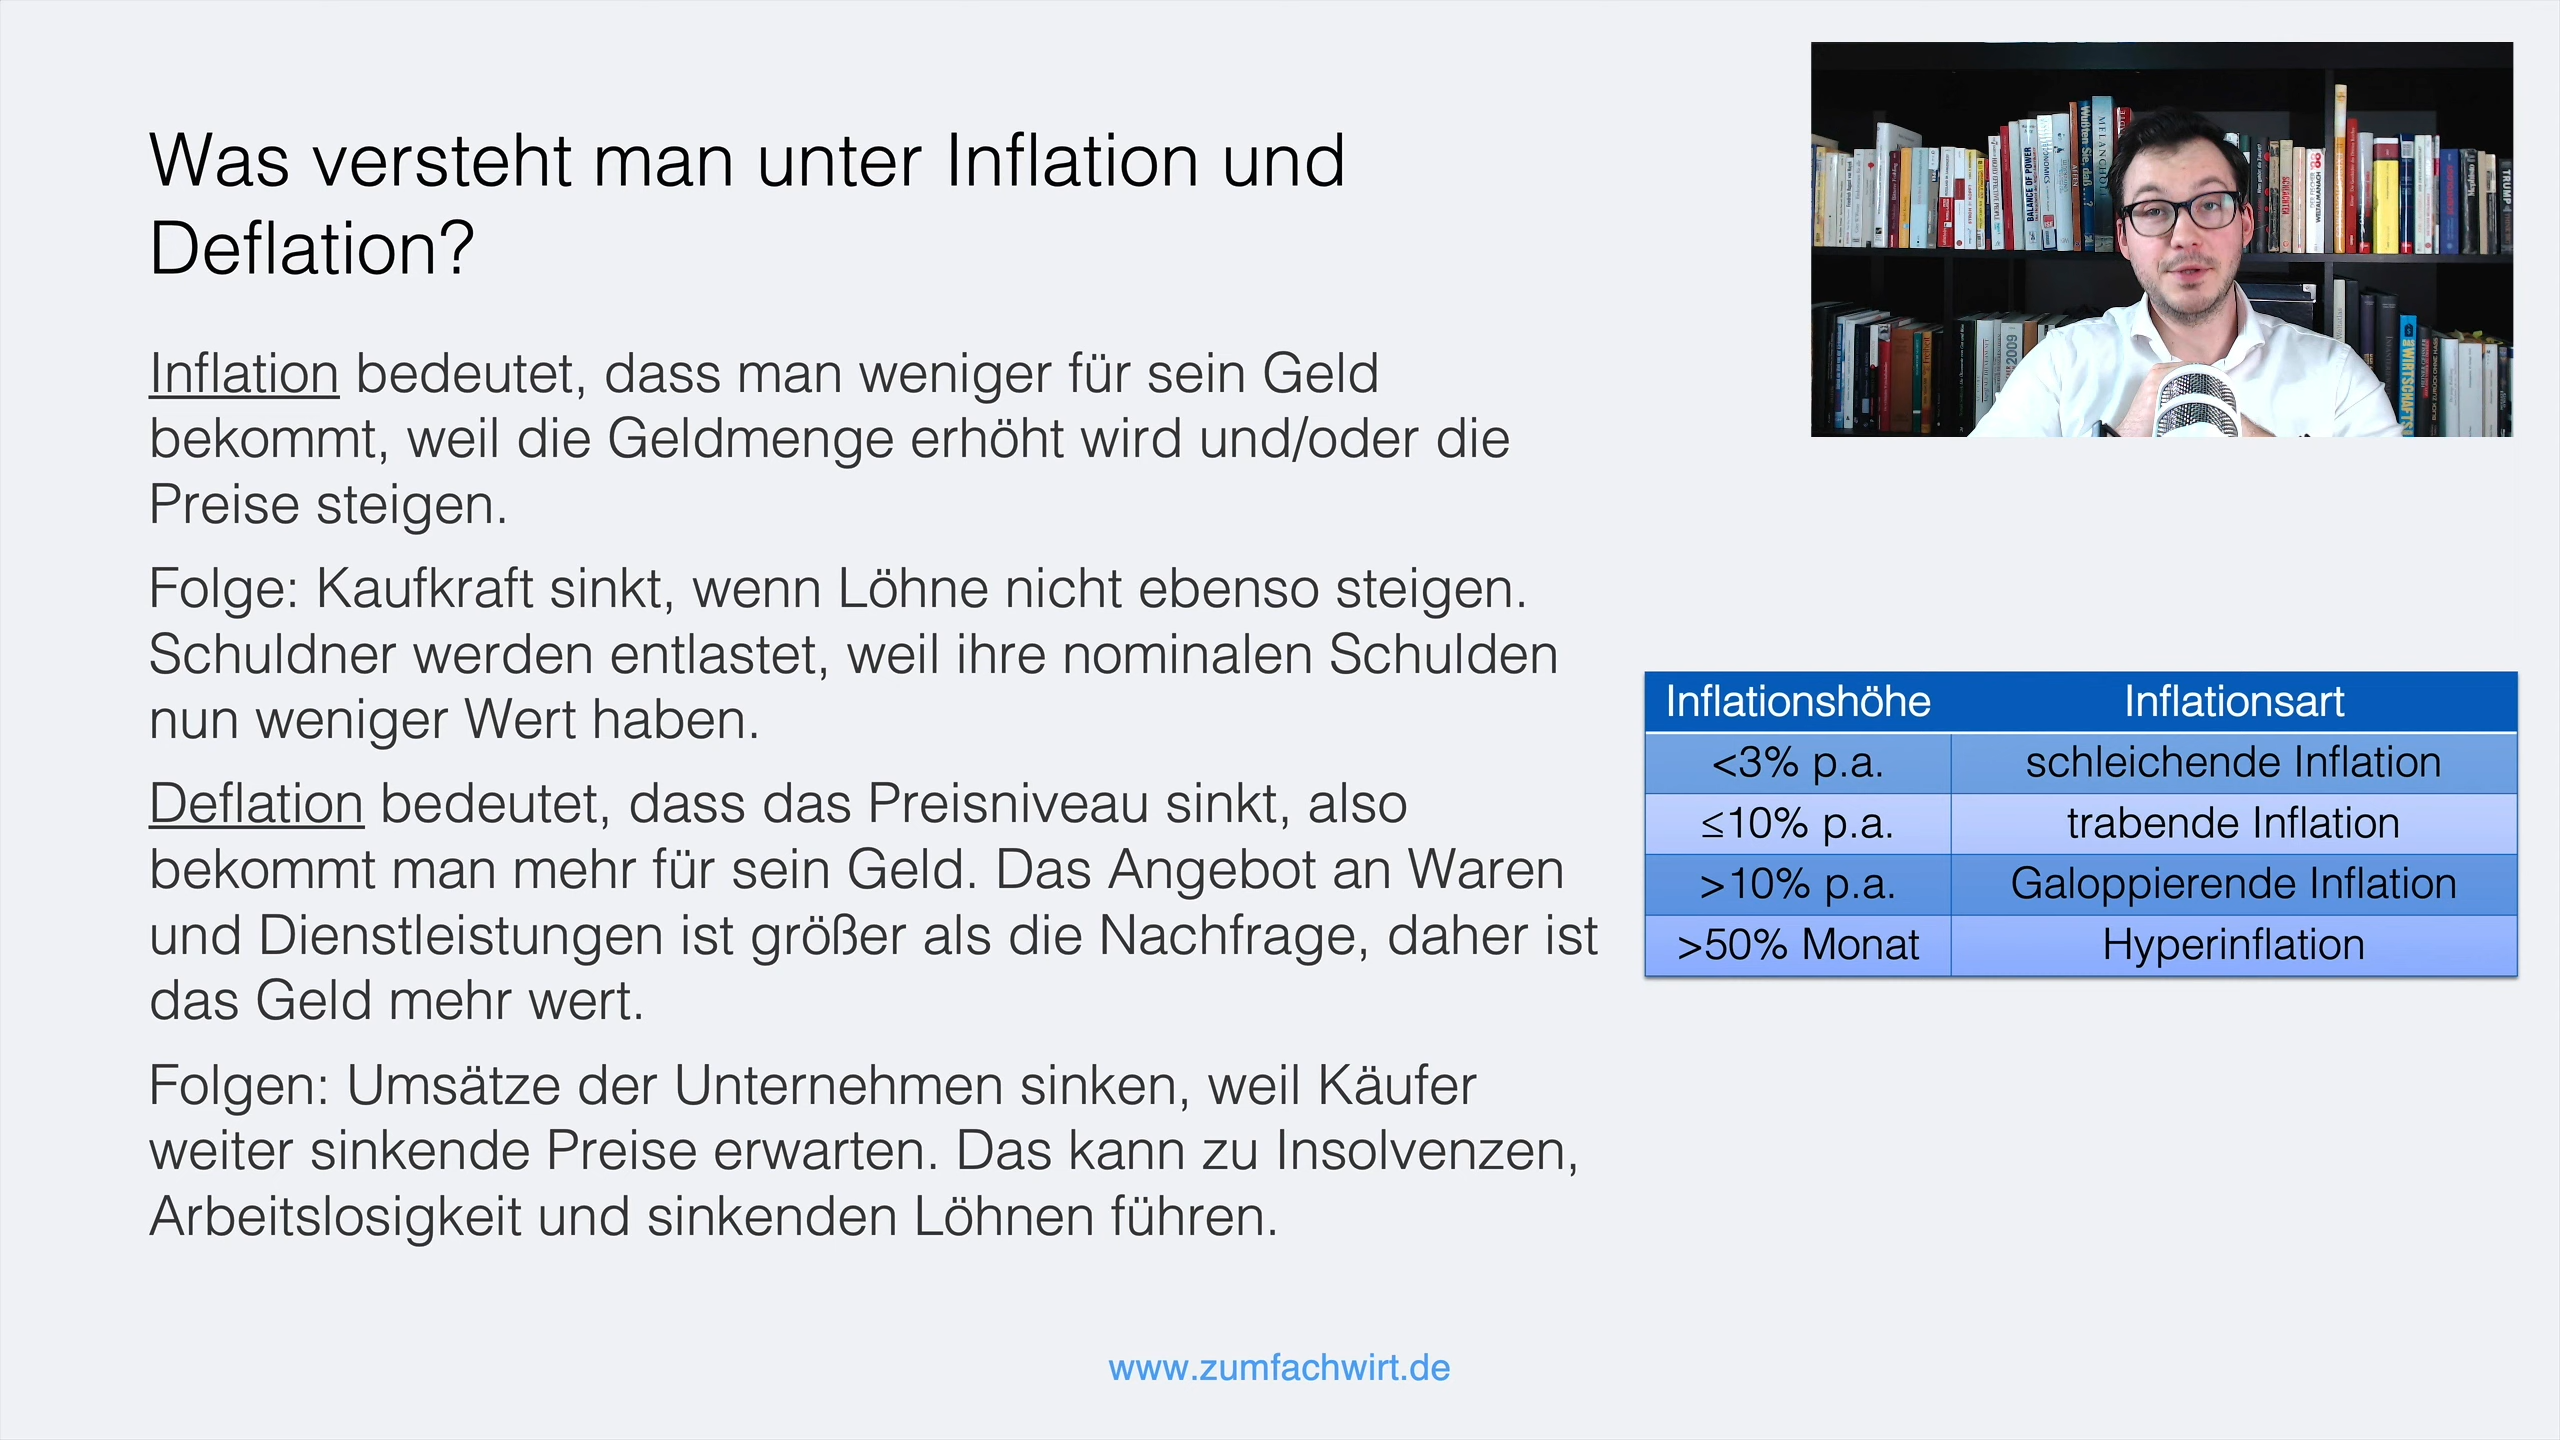 Was versteht man unter Inflation und
Deflation?
Inflation bedeutet, dass man weniger für sein Geld
bekommt, weil die Geldmenge erhöht wird und/oder die
Preise steigen.
Folge: Kaufkraft sinkt, wenn Löhne nicht ebenso steigen.
Schuldner werden entlastet, weil ihre nominalen Schulden
nun weniger Wert haben.
Deflation bedeutet, dass das Preisniveau sinkt, also
bekommt man mehr für sein Geld. Das Angebot an Waren
und Dienstleistungen ist größer als die Nachfrage, daher ist
das Geld mehr wert.
Folgen: Umsätze der Unternehmen sinken, weil Käufer
weiter sinkende Preise erwarten. Das kann zu Insolvenzen,
Arbeitslosigkeit und sinkenden Löhnen führen.
BALANCE OF POWER
Wußten Sie, daß...?
WELTALMANACH
TRUMP
2009
Inflationshöhe Inflationsart
<3% p.a. schleichende Inflation
≤10% p.a. trabende Inflation
>10% p.a. Galoppierende Inflation
>50% Monat Hyperinflation
www.zumfachwirt.de